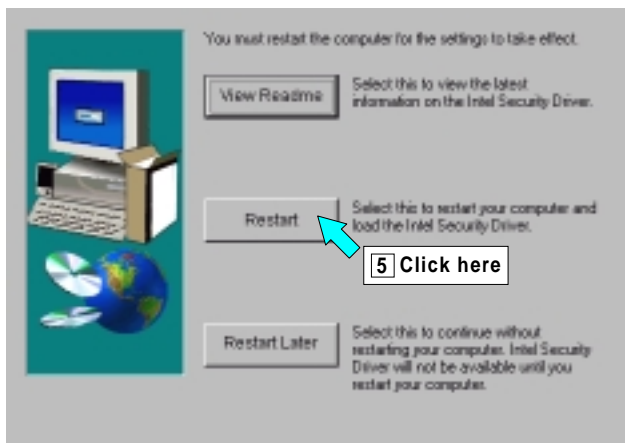 You must restart the computer for the settings to take effect.
View Readme
Select this to view the latest
information on the Intel Security Driver.
Restart
Select this to restart your computer and
load the Intel Security Driver.
5 Click here
Restart Later
Select this to continue without
restarting your computer. Intel Security
Driver will not be available until you
restart your computer.